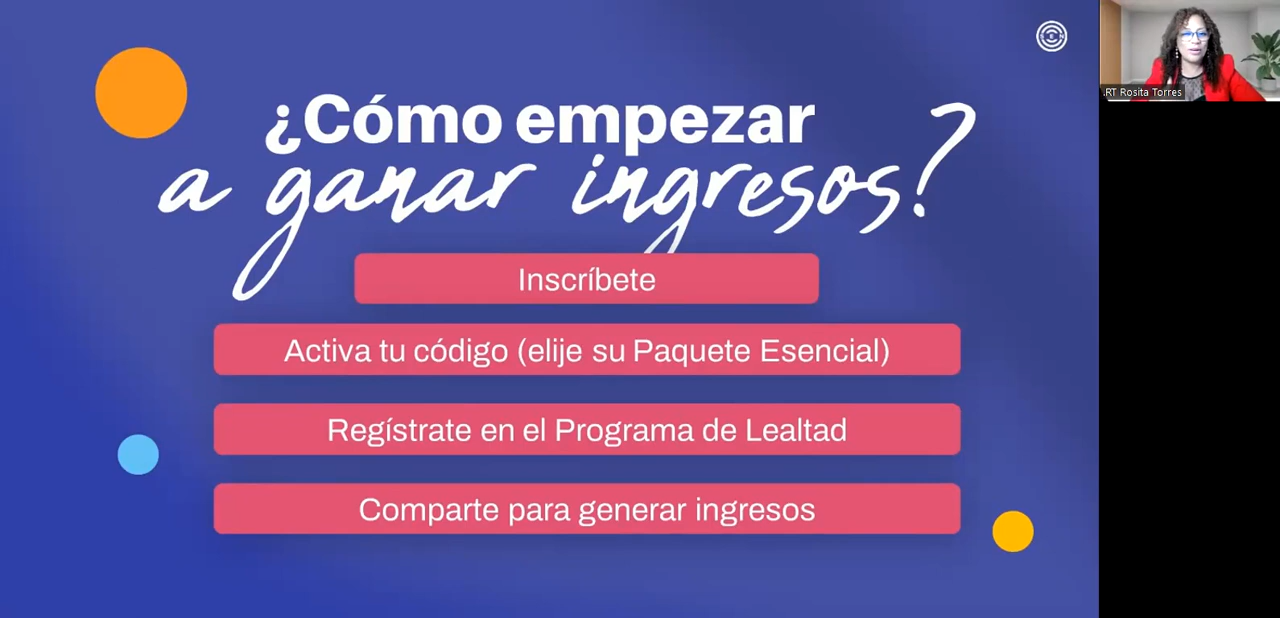 ¿Cómo empezar
a ganar ingresos?
Inscríbete
Activa tu código (elije su Paquete Esencial)
Regístrate en el Programa de Lealtad
Comparte para generar ingresos
.RT Rosita Torres